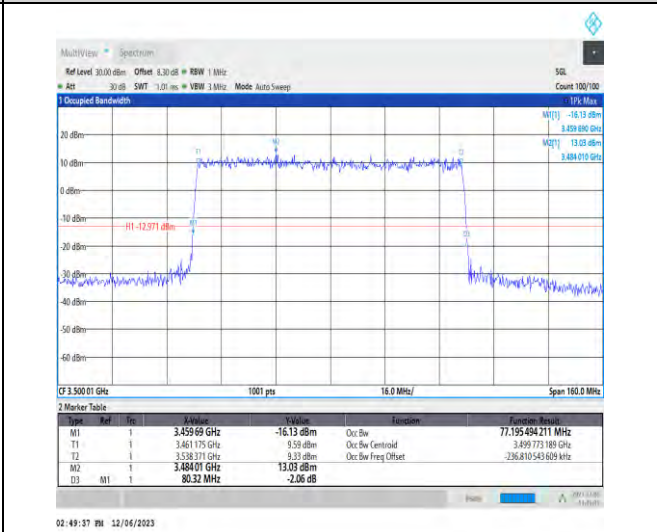 MultiView Spectrum
Ref Level 30.00 dBm Offset 8.30 dB RBW 1 MHz SGL
Att 30 dB SWT 1.01 ms VBW 3 MHz Mode Auto Sweep Count 100/100
1 Occupied Bandwidth 1Pk Max
M1[1] -16.13 dBm
3.459 690 GHz
M2[1] 13.03 dBm
3.484 010 GHz
20 dBm
T1 M2 T2
10 dBm
0 dBm
-10 dBm
H1 -12.971 dBm M1
D3
-20 dBm
-30 dBm
-40 dBm
-50 dBm
-60 dBm
CF 3.500 01 GHz 1001 pts 16.0 MHz/ Span 160.0 MHz
2 Marker Table
Type Ref Trc X-Value Y-Value Function Function Result
M1 1 3.459 69 GHz -16.13 dBm Occ Bw 77.195 494 211 MHz
T1 1 3.461 175 GHz 9.59 dBm Occ Bw Centroid 3.499 773 189 GHz
T2 1 3.538 371 GHz 9.33 dBm Occ Bw Freq Offset -236.810 543 609 kHz
M2 1 3.484 01 GHz 13.03 dBm
D3 M1 1 80.32 MHz -2.06 dB
02:49:37 PM 12/06/2023